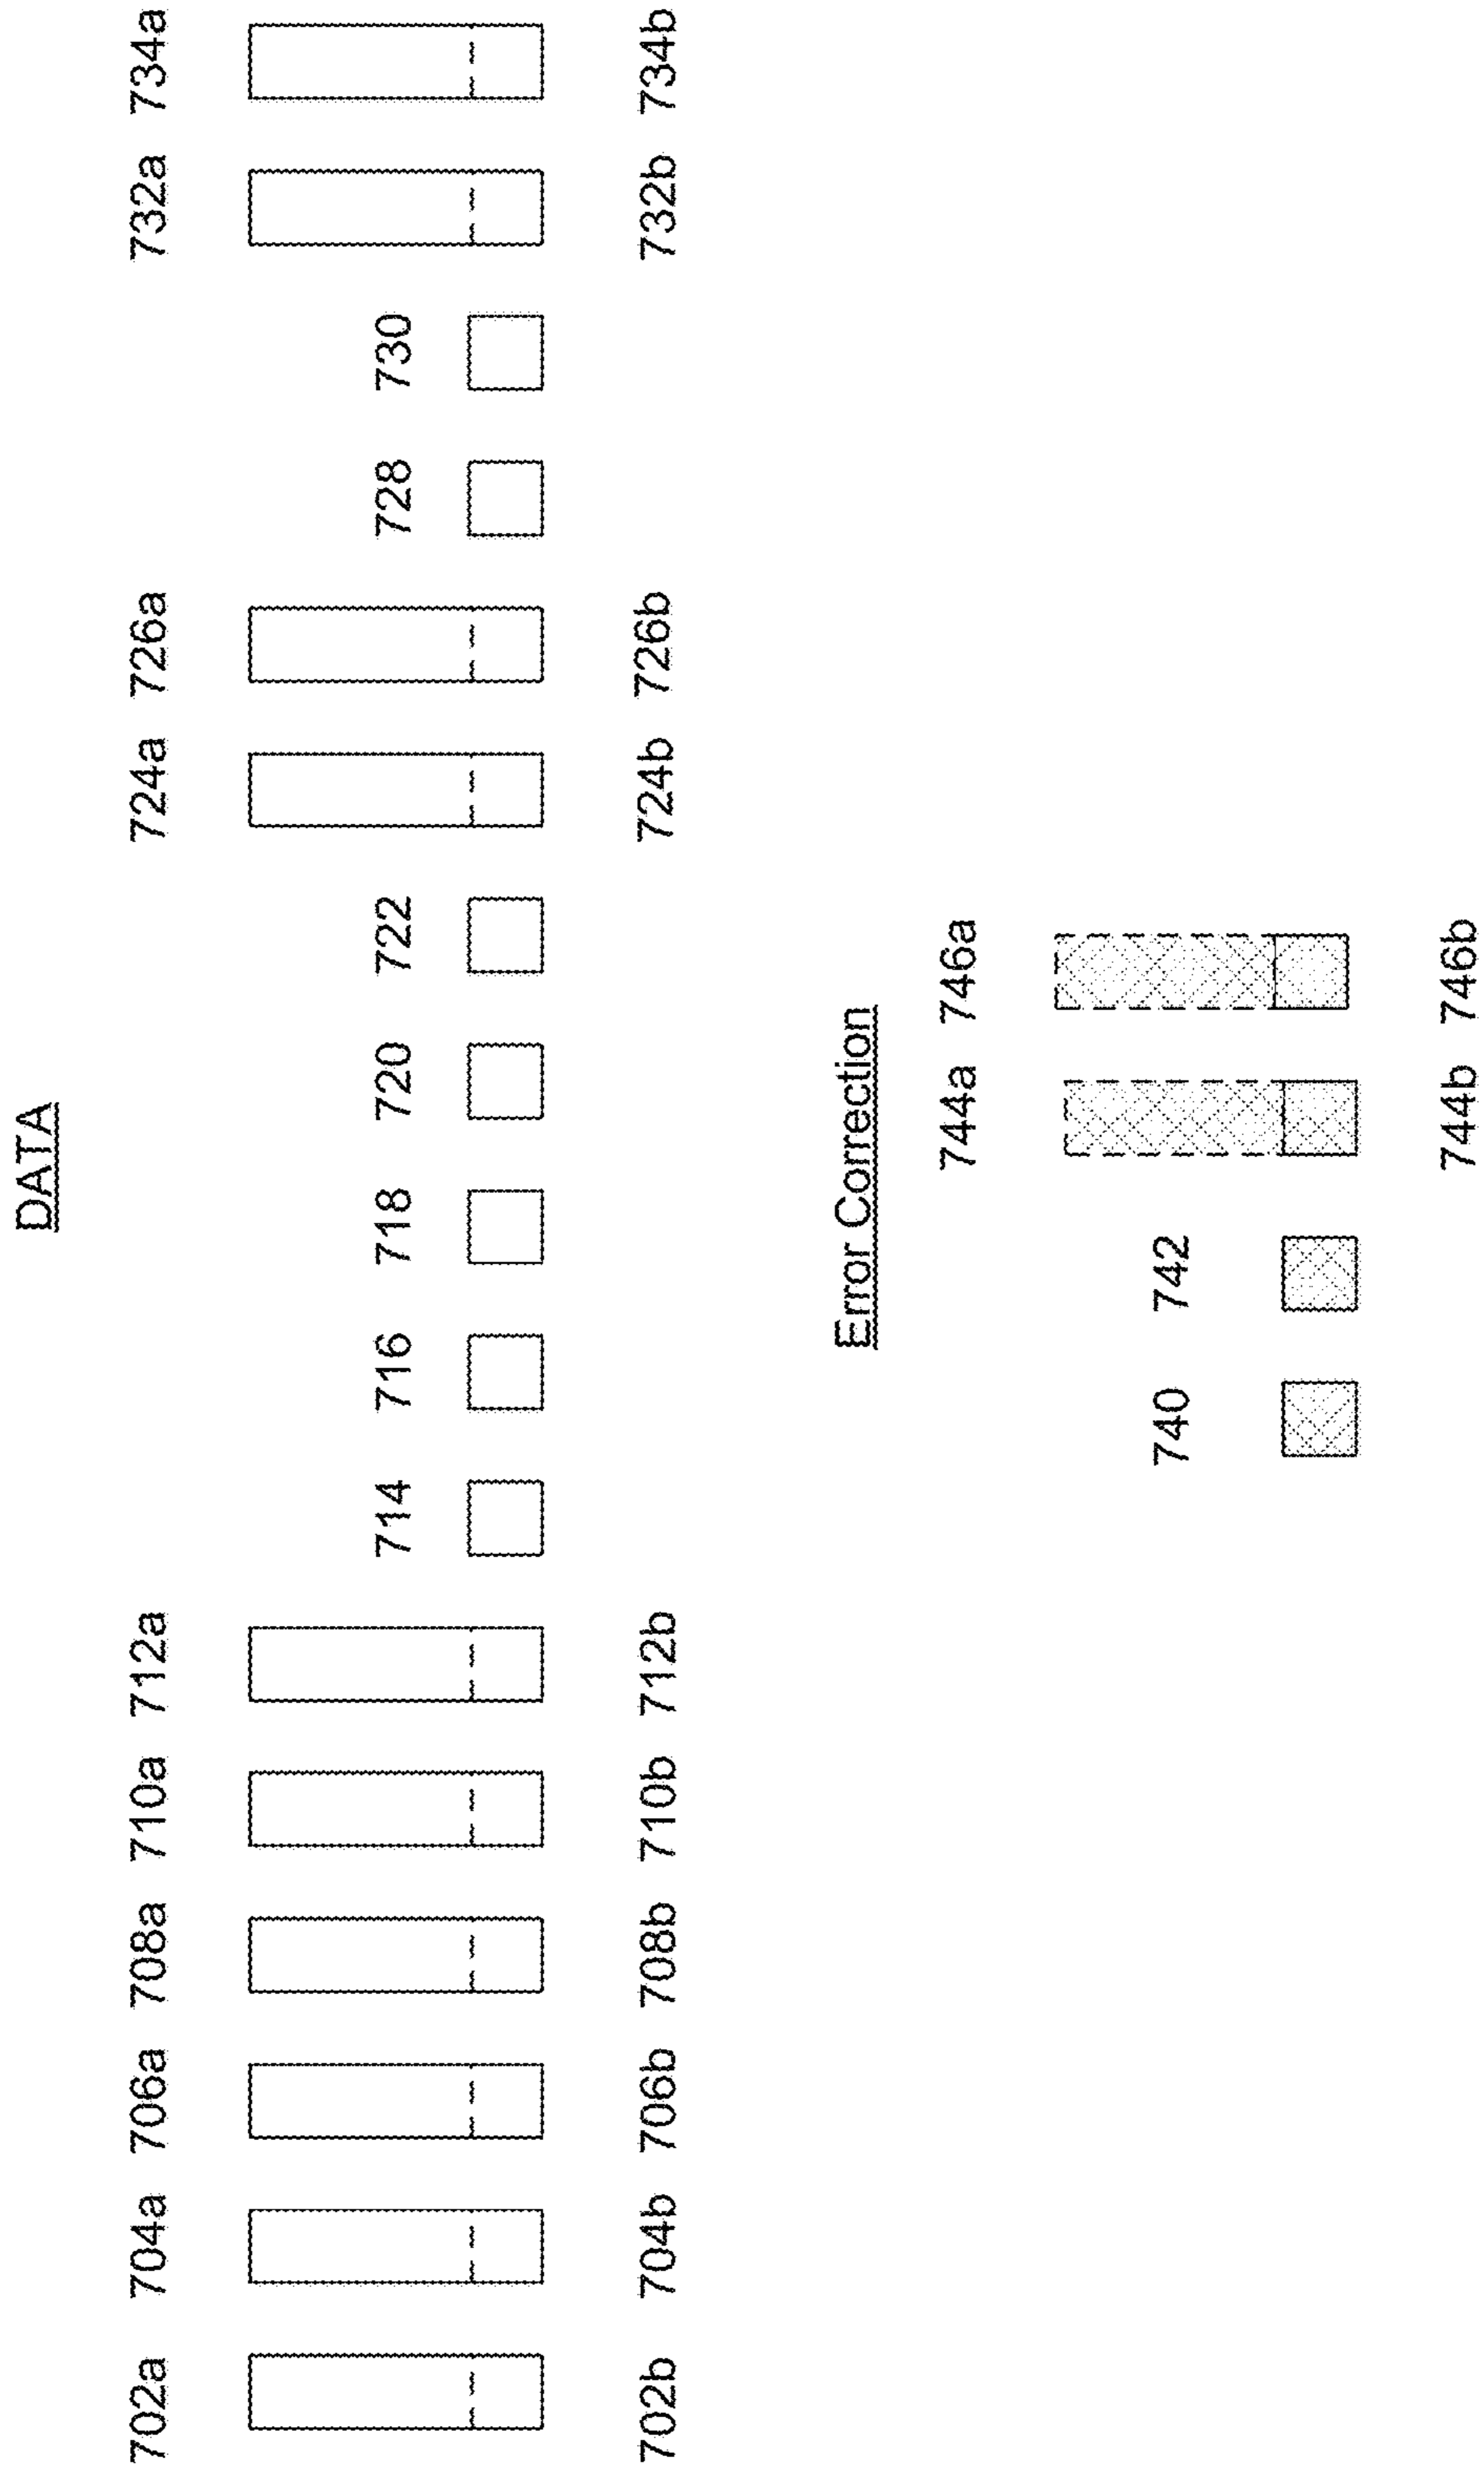 DATA
702a 704a 706a 708a 710a 712a 724a 726a 732a 734a
714 716 718 720 722 728 730
702b 704b 706b 708b 710b 712b 724b 726b 732b 734b
Error Correction
744a 746a
740 742
744b 746b